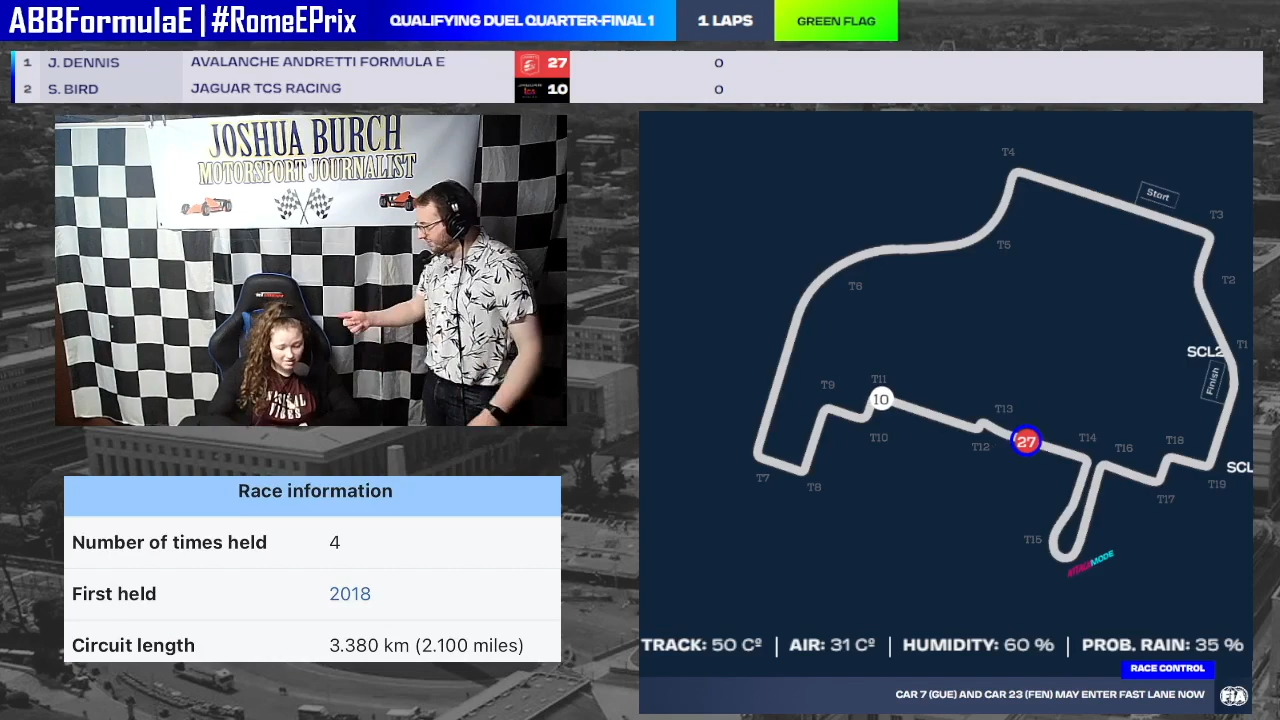 ABBFormulaE | #RomeEPrix
QUALIFYING DUEL QUARTER-FINAL 1
1 LAPS
GREEN FLAG
1 J. DENNIS AVALANCHE ANDRETTI FORMULA E 27 0
2 S. BIRD JAGUAR TCS RACING 10 0
JOSHUA BURCH
MOTORSPORT JOURNALIST
T4
Start
T3
T5
T2
T6
T1
SCL2
Finish
T9
T11
10
T10
T13
T12
27
T14
T16
T18
SCL
T7
T8
T17
T19
T15
ATTACK MODE
Race information
Number of times held 4
First held 2018
Circuit length 3.380 km (2.100 miles)
TRACK: 50 Cº | AIR: 31 Cº | HUMIDITY: 60 % | PROB. RAIN: 35 %
RACE CONTROL
CAR 7 (GUE) AND CAR 23 (FEN) MAY ENTER FAST LANE NOW
FIA